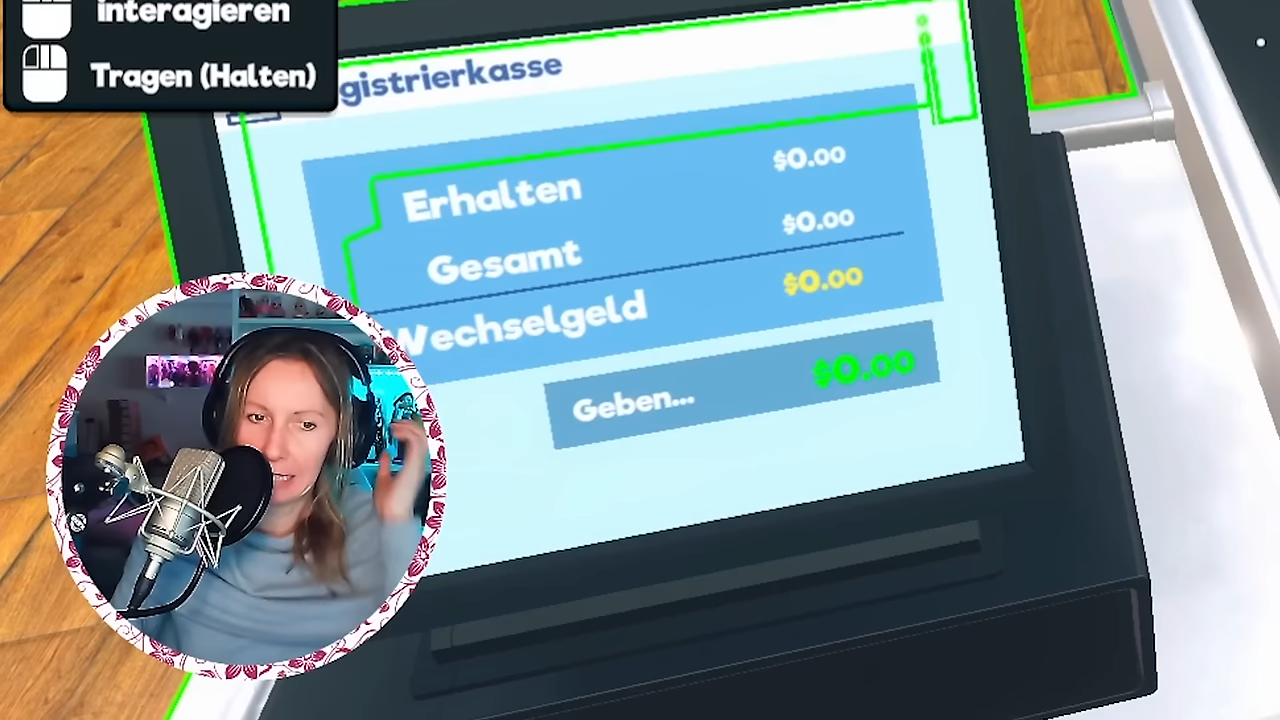 interagieren
Tragen (Halten)
gistrierkasse
Erhalten $0.00
Gesamt $0.00
Wechselgeld $0.00
Geben... $0.00